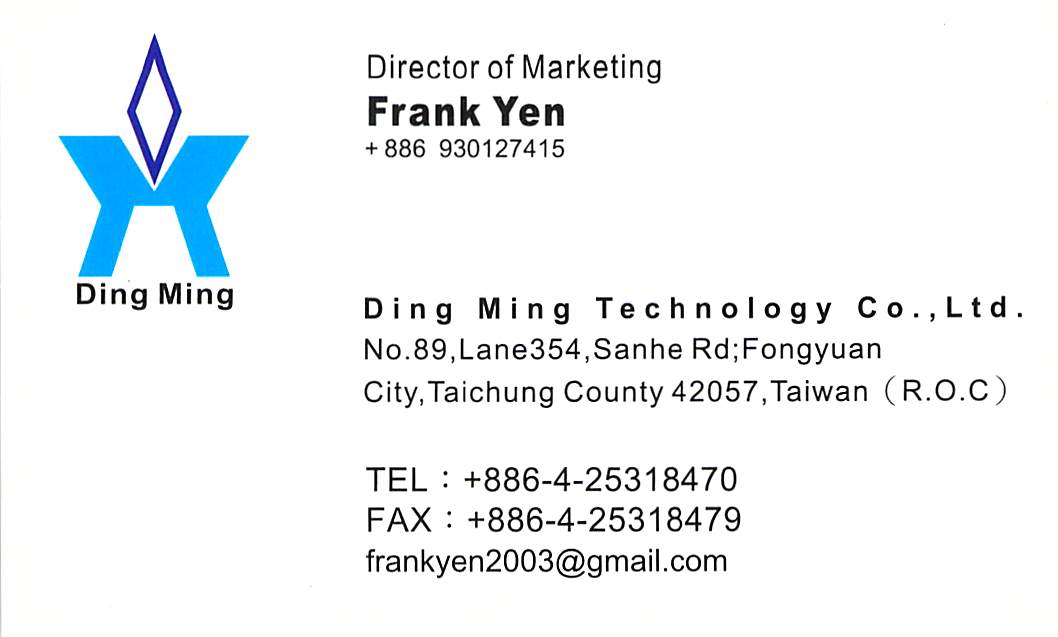 Director of Marketing
Frank Yen
+ 886 930127415
Ding Ming
Ding Ming Technology Co.,Ltd.
No.89,Lane354,Sanhe Rd;Fongyuan
City,Taichung County 42057,Taiwan（R.O.C）
TEL：+886-4-25318470
FAX：+886-4-25318479
frankyen2003@gmail.com